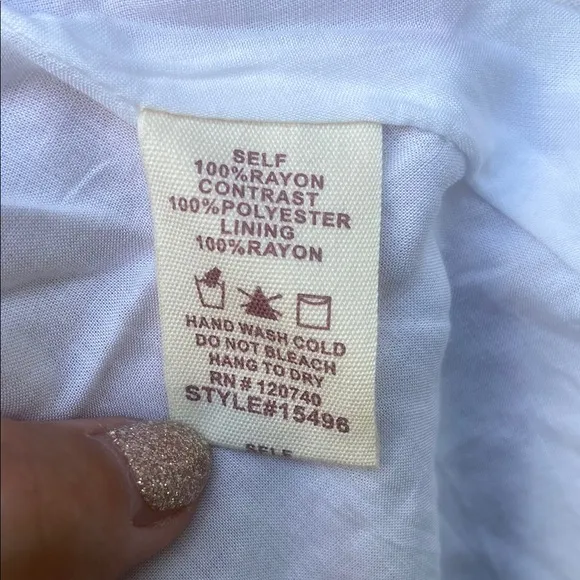 SELF
100%RAYON
CONTRAST
100%POLYESTER
LINING
100%RAYON
HAND WASH COLD
DO NOT BLEACH
HANG TO DRY
RN# 120740
STYLE#15496
SELF